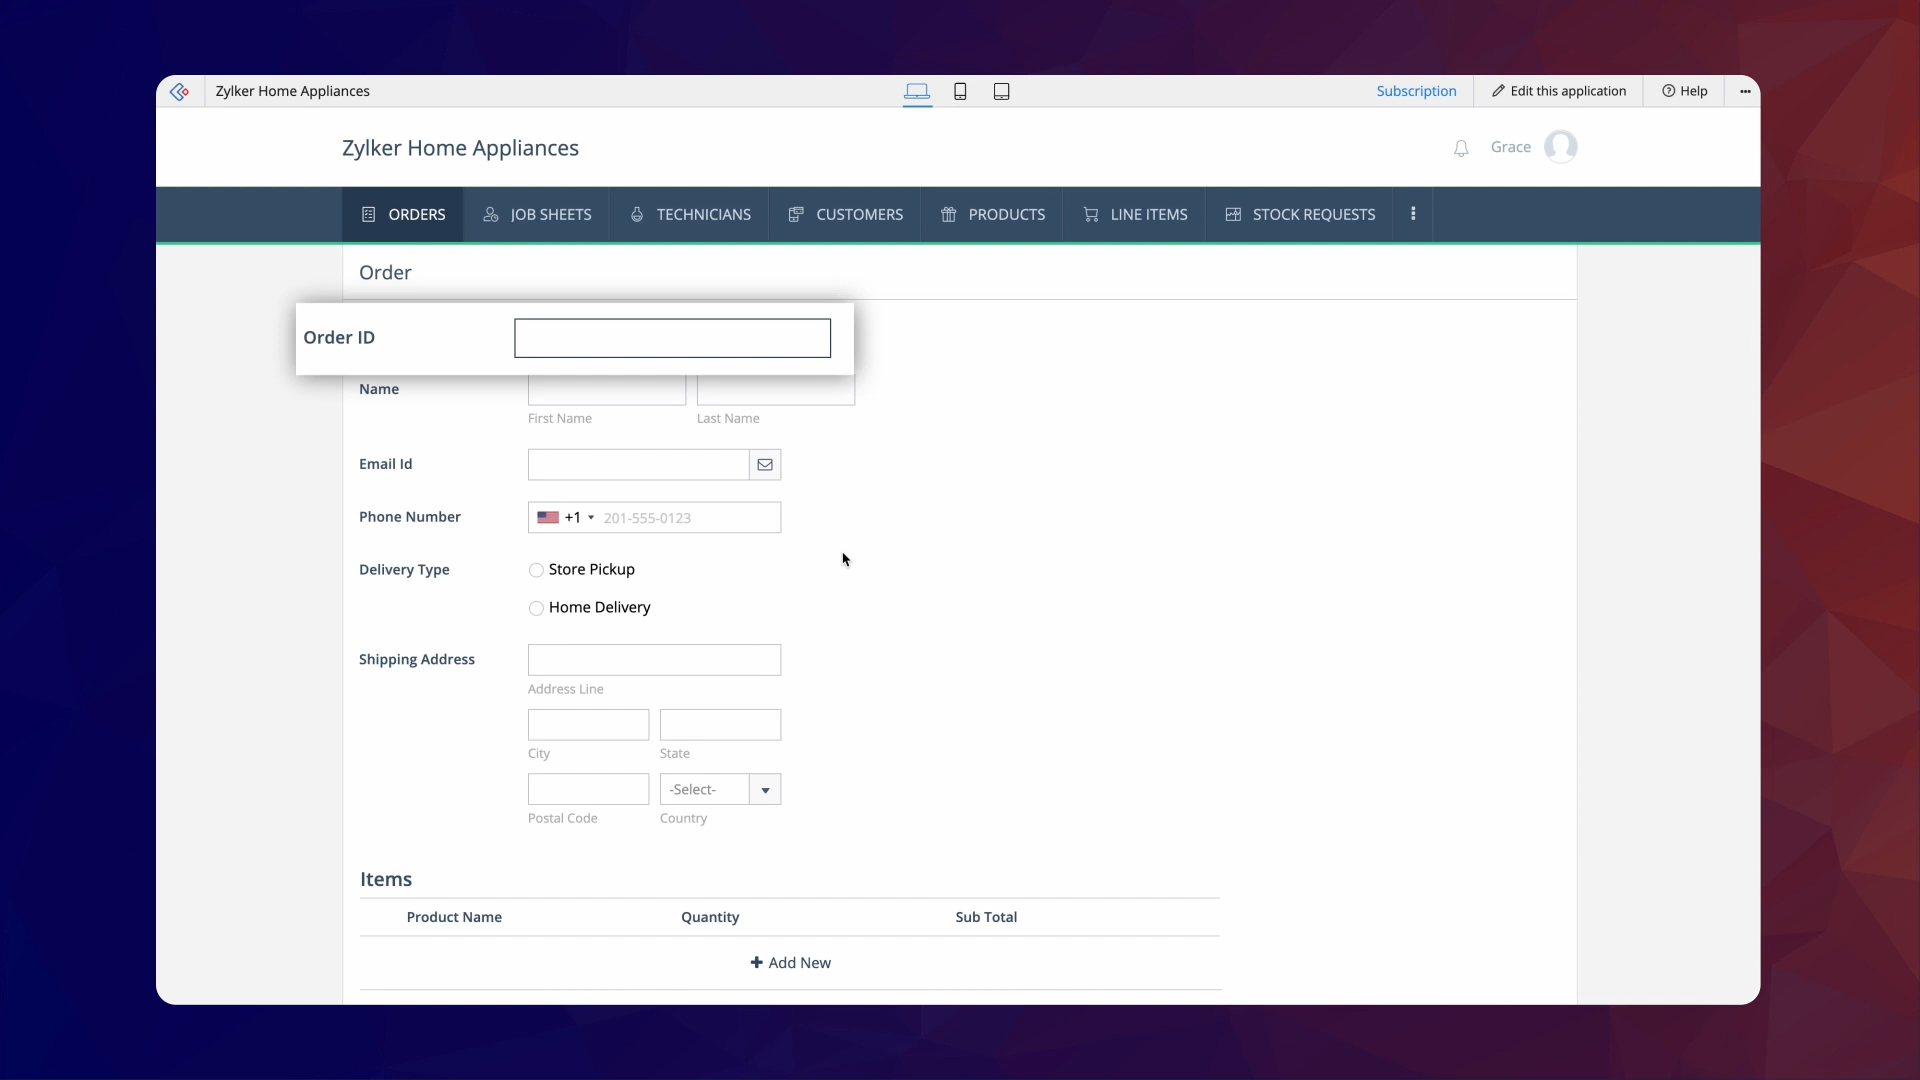 Zylker Home Appliances
Subscription
Edit this application
Help
Zylker Home Appliances
Grace
ORDERS
JOB SHEETS
TECHNICIANS
CUSTOMERS
PRODUCTS
LINE ITEMS
STOCK REQUESTS
Order
Order ID
Name
First Name
Last Name
Email Id
Phone Number
+1
201-555-0123
Delivery Type
Store Pickup
Home Delivery
Shipping Address
Address Line
City
State
-Select-
Postal Code
Country
Items
Product Name
Quantity
Sub Total
Add New